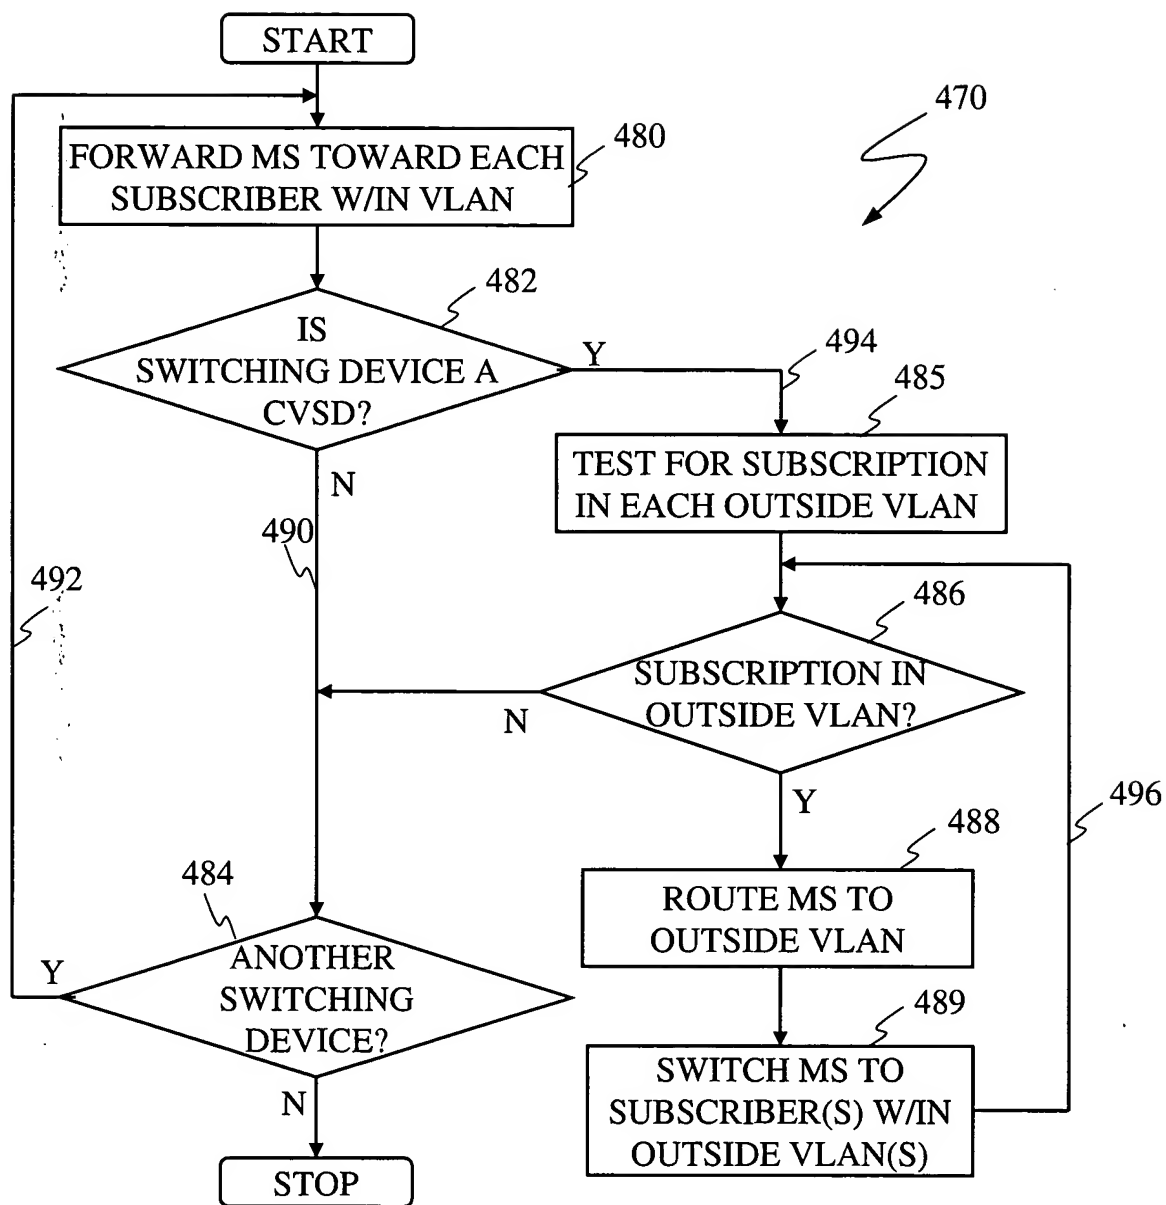 START
470
FORWARD MS TOWARD EACH
SUBSCRIBER W/IN VLAN
480
482
IS
SWITCHING DEVICE A
CVSD?
Y
494
485
N
TEST FOR SUBSCRIPTION
IN EACH OUTSIDE VLAN
490
492
486
SUBSCRIPTION IN
OUTSIDE VLAN?
N
Y
496
488
484
ROUTE MS TO
OUTSIDE VLAN
Y
ANOTHER
SWITCHING
DEVICE?
489
SWITCH MS TO
SUBSCRIBER(S) W/IN
OUTSIDE VLAN(S)
N
STOP